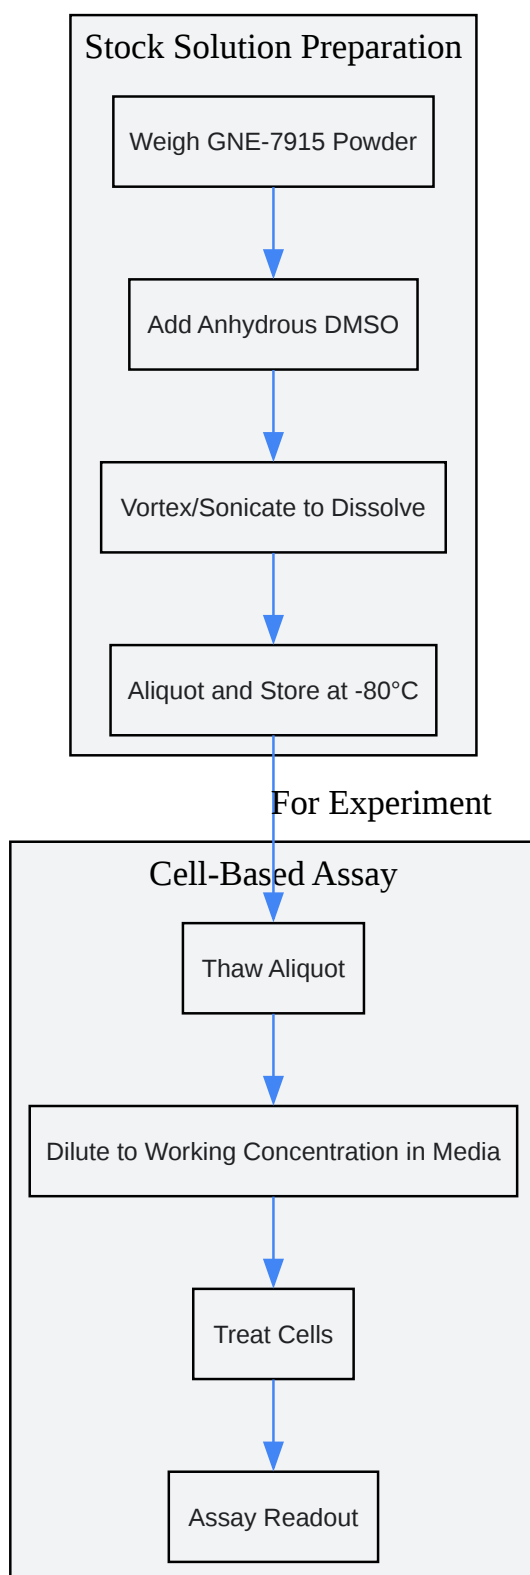 Stock Solution Preparation
Weigh GNE-7915 Powder
Add Anhydrous DMSO
Vortex/Sonicate to Dissolve
Aliquot and Store at -80°C
For Experiment
Cell-Based Assay
Thaw Aliquot
Dilute to Working Concentration in Media
Treat Cells
Assay Readout